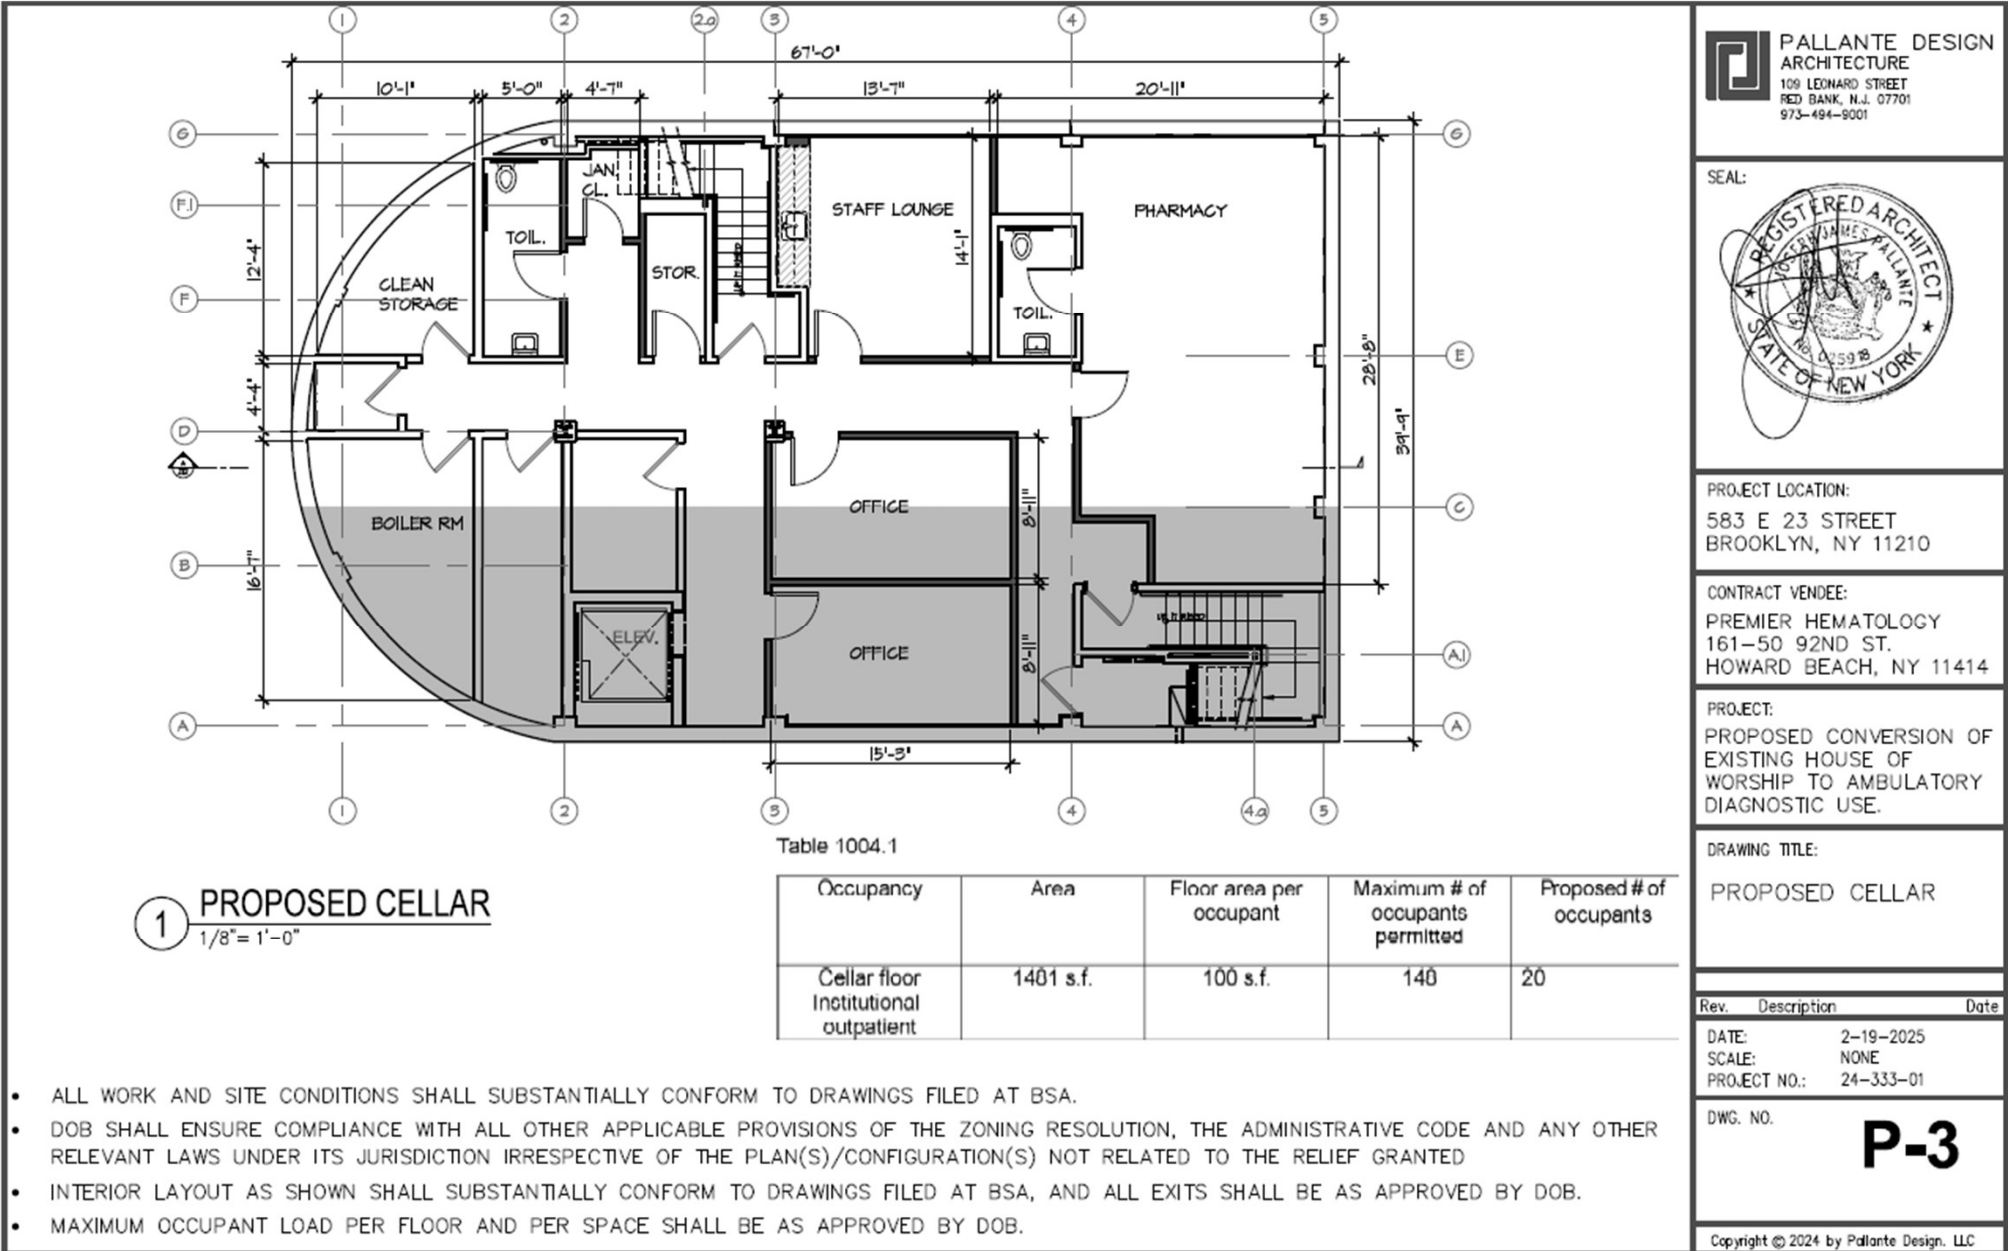 1
2
2.a
3
4
5
67'-0"
10'-1"
5'-0"
4'-7"
13'-7"
20'-11"
G
G
JAN.
CL.
F.1
STAFF LOUNGE
PHARMACY
TOIL.
12'-4"
14'-1"
STOR.
CLEAN
STORAGE
F
TOIL.
E
28'-8"
4'-4"
D
39'-9"
OFFICE
C
8'-11"
BOILER RM
B
16'-7"
ELEV.
OFFICE
8'-11"
A.1
A
A
15'-3"
1
2
3
4
4.a
5
1
PROPOSED CELLAR
1/8"= 1'-0"
Table 1004.1
Occupancy
Area
Floor area per
occupant
Maximum # of
occupants
permitted
Proposed # of
occupants
Cellar floor
Institutional
outpatient
1401 s.f.
100 s.f.
140
20
• ALL WORK AND SITE CONDITIONS SHALL SUBSTANTIALLY CONFORM TO DRAWINGS FILED AT BSA.
• DOB SHALL ENSURE COMPLIANCE WITH ALL OTHER APPLICABLE PROVISIONS OF THE ZONING RESOLUTION, THE ADMINISTRATIVE CODE AND ANY OTHER
RELEVANT LAWS UNDER ITS JURISDICTION IRRESPECTIVE OF THE PLAN(S)/CONFIGURATION(S) NOT RELATED TO THE RELIEF GRANTED
• INTERIOR LAYOUT AS SHOWN SHALL SUBSTANTIALLY CONFORM TO DRAWINGS FILED AT BSA, AND ALL EXITS SHALL BE AS APPROVED BY DOB.
• MAXIMUM OCCUPANT LOAD PER FLOOR AND PER SPACE SHALL BE AS APPROVED BY DOB.
PALLANTE DESIGN
ARCHITECTURE
109 LEONARD STREET
RED BANK, N.J. 07701
973-494-9001
SEAL:
REGISTERED ARCHITECT
JOSEPH JAMES PALLANTE
No. 025918
STATE OF NEW YORK
PROJECT LOCATION:
583 E 23 STREET
BROOKLYN, NY 11210
CONTRACT VENDEE:
PREMIER HEMATOLOGY
161-50 92ND ST.
HOWARD BEACH, NY 11414
PROJECT:
PROPOSED CONVERSION OF
EXISTING HOUSE OF
WORSHIP TO AMBULATORY
DIAGNOSTIC USE.
DRAWING TITLE:
PROPOSED CELLAR
Rev. Description Date
DATE: 2-19-2025
SCALE: NONE
PROJECT NO.: 24-333-01
DWG. NO.
P-3
Copyright © 2024 by Pallante Design. LLC